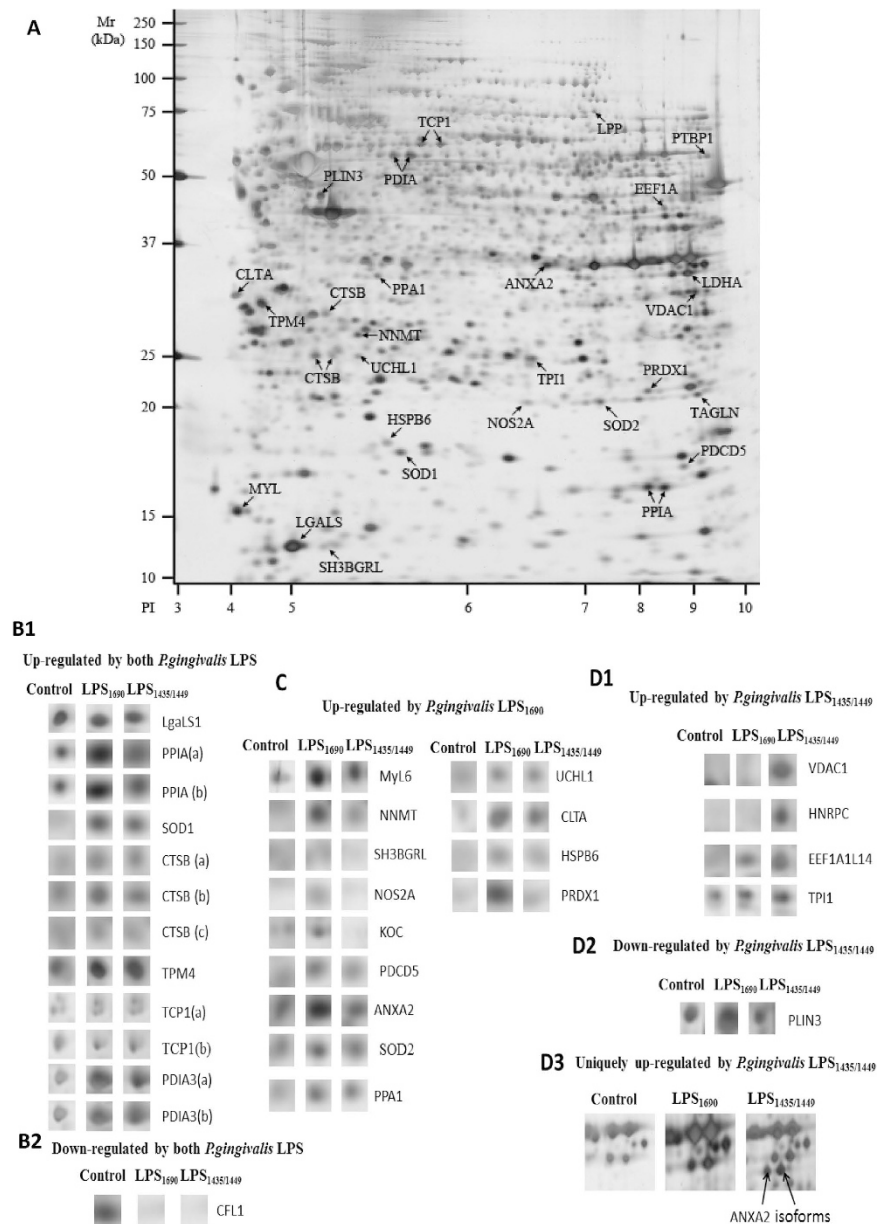 A
Mr
(kDa)
250
150
100
75
50
37
25
20
15
10
TCP1
LPP
PTBP1
PDIA
PLIN3
EEF1A
CLTA
CTSB
PPA1
ANXA2
LDHA
TPM4
VDAC1
NNMT
CTSB
UCHL1
TPI1
PRDX1
NOS2A
SOD2
TAGLN
HSPB6
SOD1
PDCD5
MYL
PPIA
LGALS
SH3BGRL
PI 3 4 5 6 7 8 9 10
B1
Up-regulated by both P.gingivalis LPS
Control LPS1690 LPS1435/1449
LgaLS1
PPIA(a)
PPIA (b)
SOD1
CTSB (a)
CTSB (b)
CTSB (c)
TPM4
TCP1(a)
TCP1(b)
PDIA3(a)
PDIA3(b)
B2
Down-regulated by both P.gingivalis LPS
Control LPS1690 LPS1435/1449
CFL1
C
Up-regulated by P.gingivalis LPS1690
Control LPS1690 LPS1435/1449
MyL6
NNMT
SH3BGRL
NOS2A
KOC
PDCD5
ANXA2
SOD2
PPA1
Control LPS1690 LPS1435/1449
UCHL1
CLTA
HSPB6
PRDX1
D1
Up-regulated by P.gingivalis LPS1435/1449
Control LPS1690 LPS1435/1449
VDAC1
HNRPC
EEF1A1L14
TPI1
D2 Down-regulated by P.gingivalis LPS1435/1449
Control LPS1690 LPS1435/1449
PLIN3
D3 Uniquely up-regulated by P.gingivalis LPS1435/1449
Control LPS1690 LPS1435/1449
ANXA2 isoforms